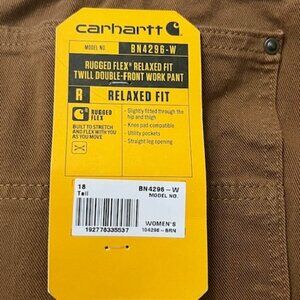 carhartt
MODEL NO. BN4296-W
RUGGED FLEX® RELAXED FIT
TWILL DOUBLE-FRONT WORK PANT
R RELAXED FIT
RUGGED
FLEX
BUILT TO STRETCH
AND FLEX WITH YOU
AS YOU MOVE
• Slightly fitted through the
hip and thigh
• Knee pad compatible
• Utility pockets
• Straight leg opening
18
Tall
BN4296-W
MODEL NO.
192776335537
WOMEN'S
104296-BRN